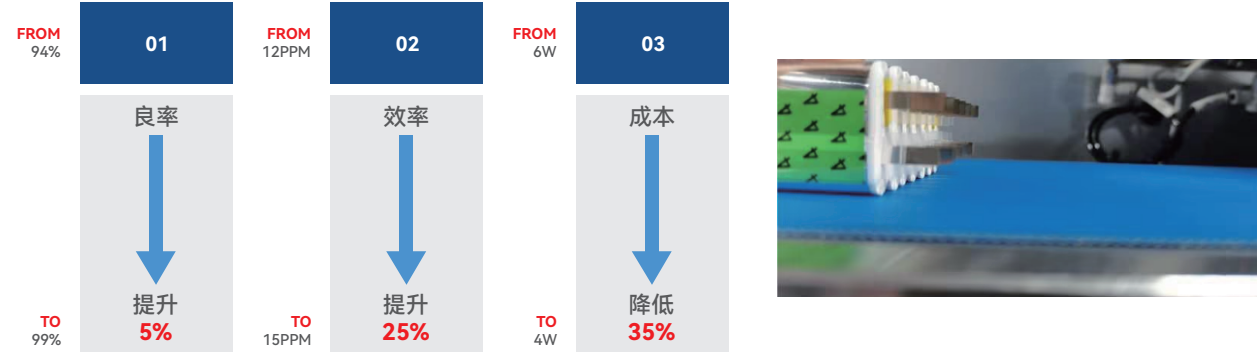 FROM
94%
01
良率
提升
5%
TO
99%
FROM
12PPM
02
效率
提升
25%
TO
15PPM
FROM
6W
03
成本
降低
35%
TO
4W